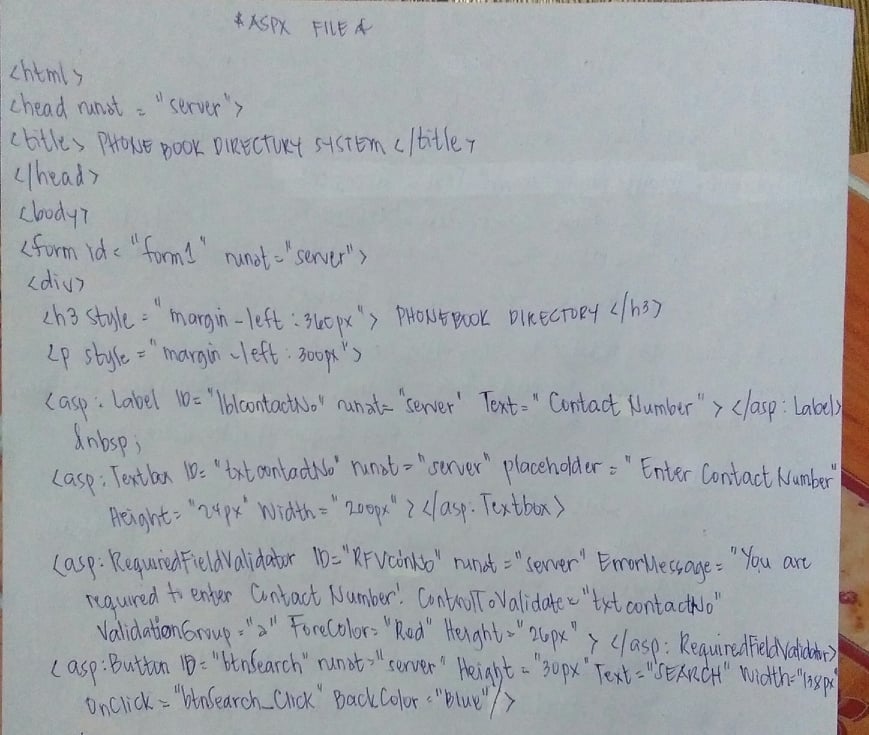 * ASPX FILE &
<html>
<head runat = "server">
<title> PHONE BOOK DIRECTORY SYSTEM </title>
</head>
<body>
<form id = "form1" runat = "server">
<div>
<h3 style = "margin-left : 360px"> PHONEBOOK DIRECTORY </h3>
<p style = "margin-left : 300px">
<asp : Label ID= "lblcontactNo" runat= "server' Text = " Contact Number" > </asp : Label>
&nbsp ;
<asp : Textbox ID= "txtcontactNo" runat = "server" placeholder = " Enter Contact Number"
Height = "24px" Width = "200px" > </asp : Textbox>
<asp : RequiredFieldValidator ID= "RFVconNo" runat = "server" ErrorMessage = "You are
required to enter Contact Number'. ControlToValidate = "txtcontactNo"
ValidationGroup = "a" ForeColor= "Red" Height = "26px" > </asp : RequiredFieldValidator>
<asp : Button ID= "btnSearch" runat= "server" Height = "30px" Text = "SEARCH" Width= "138px"
OnClick = "btnSearch_Click" BackColor = "Blue" />